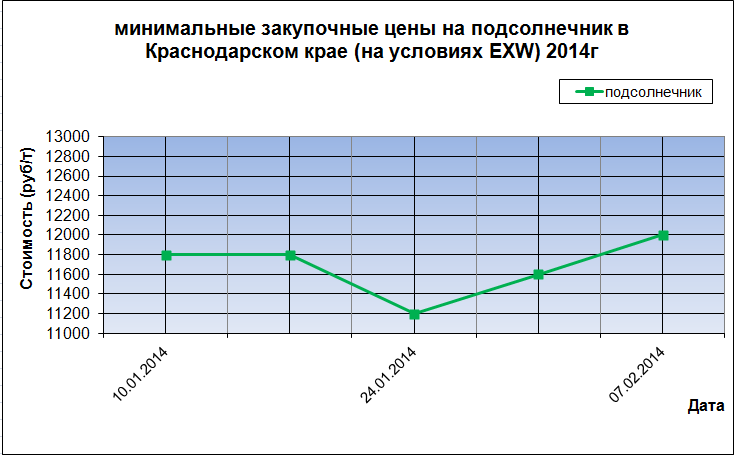 минимальные закупочные цены на подсолнечник в
Краснодарском крае (на условиях EXW) 2014г
подсолнечник
Стоимость (руб/т)
13000
12800
12600
12400
12200
12000
11800
11600
11400
11200
11000
10.01.2014
24.01.2014
07.02.2014
Дата